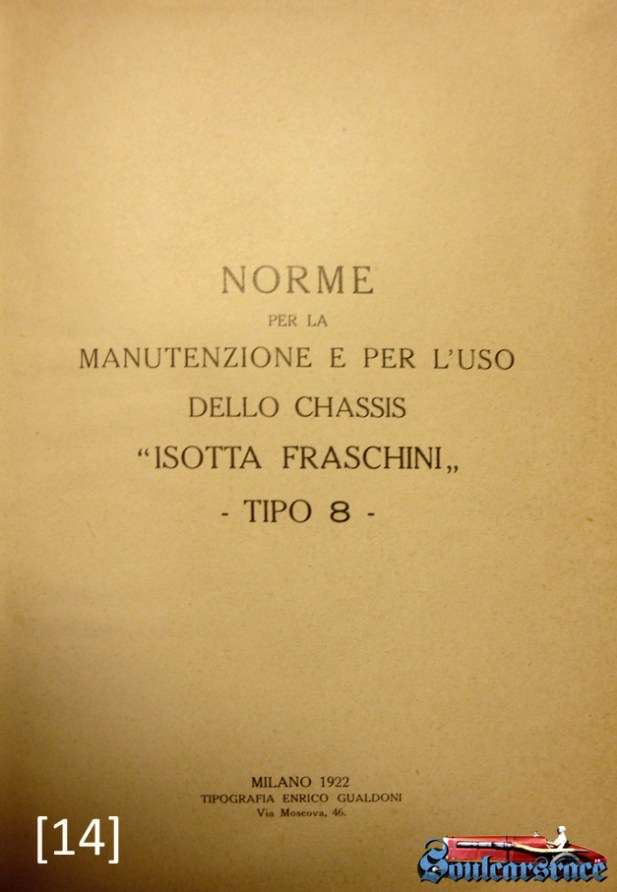 NORME
PER LA
MANUTENZIONE E PER L'USO
DELLO CHASSIS
“ISOTTA FRASCHINI„
- TIPO 8 -
MILANO 1922
TIPOGRAFIA ENRICO GUALDONI
Via Moscova, 46.
[14]
Soulcarsrace